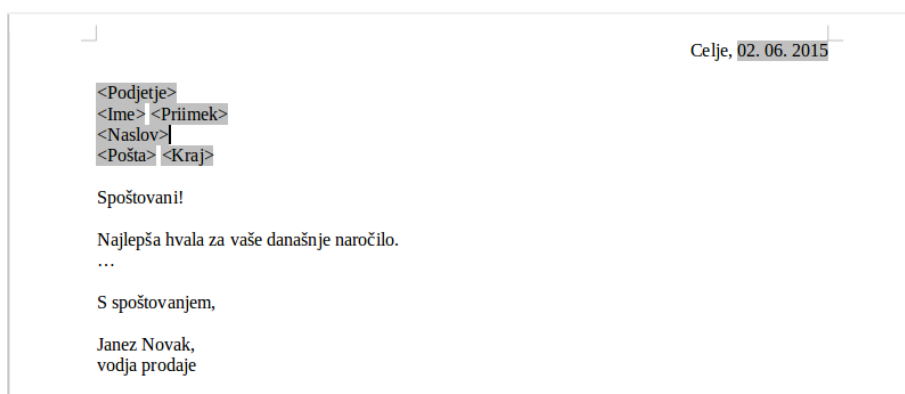 Celje, 02. 06. 2015
<Podjetje>
<Ime> <Priimek>
<Naslov>
<Pošta> <Kraj>
Spoštovani!
Najlepša hvala za vaše današnje naročilo.
…
S spoštovanjem,
Janez Novak,
vodja prodaje